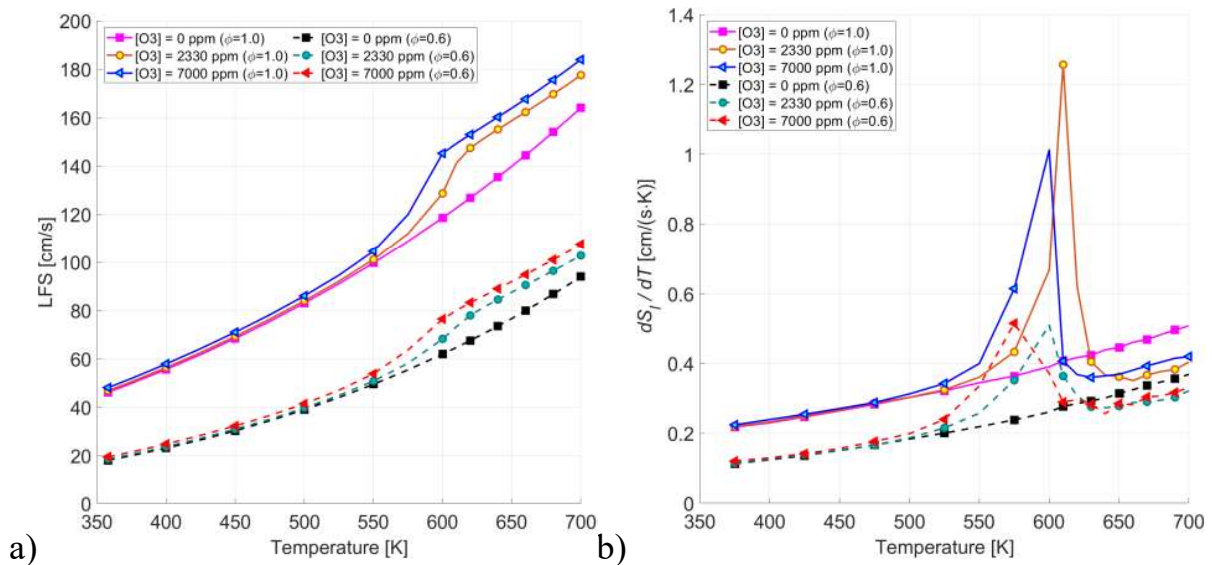 [O3] = 0 ppm (ϕ=1.0)
[O3] = 2330 ppm (ϕ=1.0)
[O3] = 7000 ppm (ϕ=1.0)
[O3] = 0 ppm (ϕ=0.6)
[O3] = 2330 ppm (ϕ=0.6)
[O3] = 7000 ppm (ϕ=0.6)
LFS [cm/s]
200
180
160
140
120
100
80
60
40
20
0
350 400 450 500 550 600 650 700
Temperature [K]
a)
[O3] = 0 ppm (ϕ=1.0)
[O3] = 2330 ppm (ϕ=1.0)
[O3] = 7000 ppm (ϕ=1.0)
[O3] = 0 ppm (ϕ=0.6)
[O3] = 2330 ppm (ϕ=0.6)
[O3] = 7000 ppm (ϕ=0.6)
dS_l / dT [cm/(s·K)]
1.4
1.2
1
0.8
0.6
0.4
0.2
0
350 400 450 500 550 600 650 700
Temperature [K]
b)